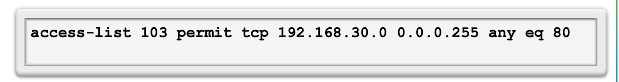 access-list 103 permit tcp 192.168.30.0 0.0.0.255 any eq 80